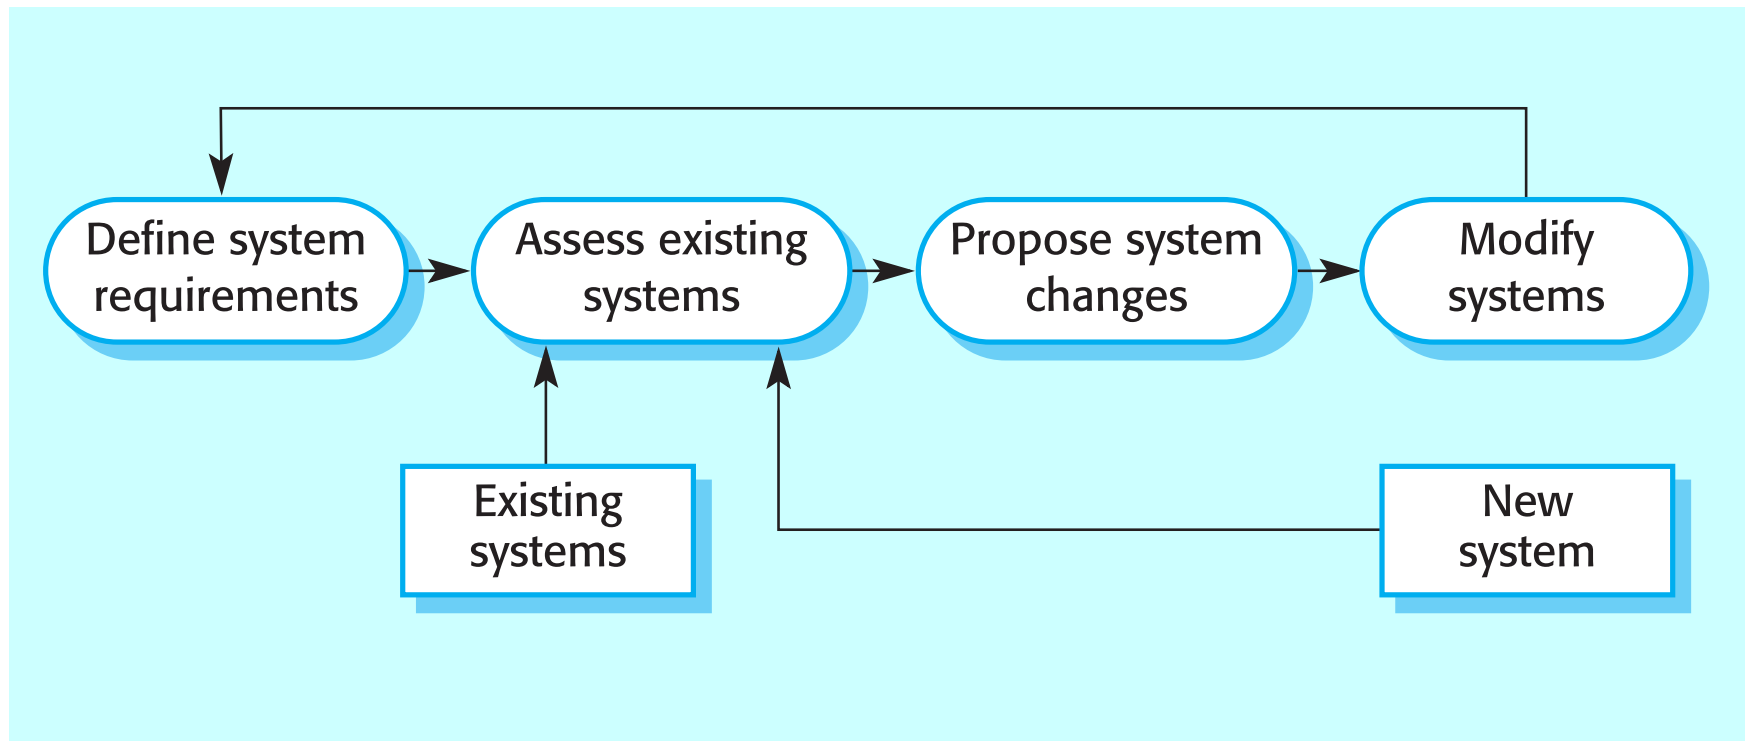 Define system
requirements
Assess existing
systems
Propose system
changes
Modify
systems
Existing
systems
New
system